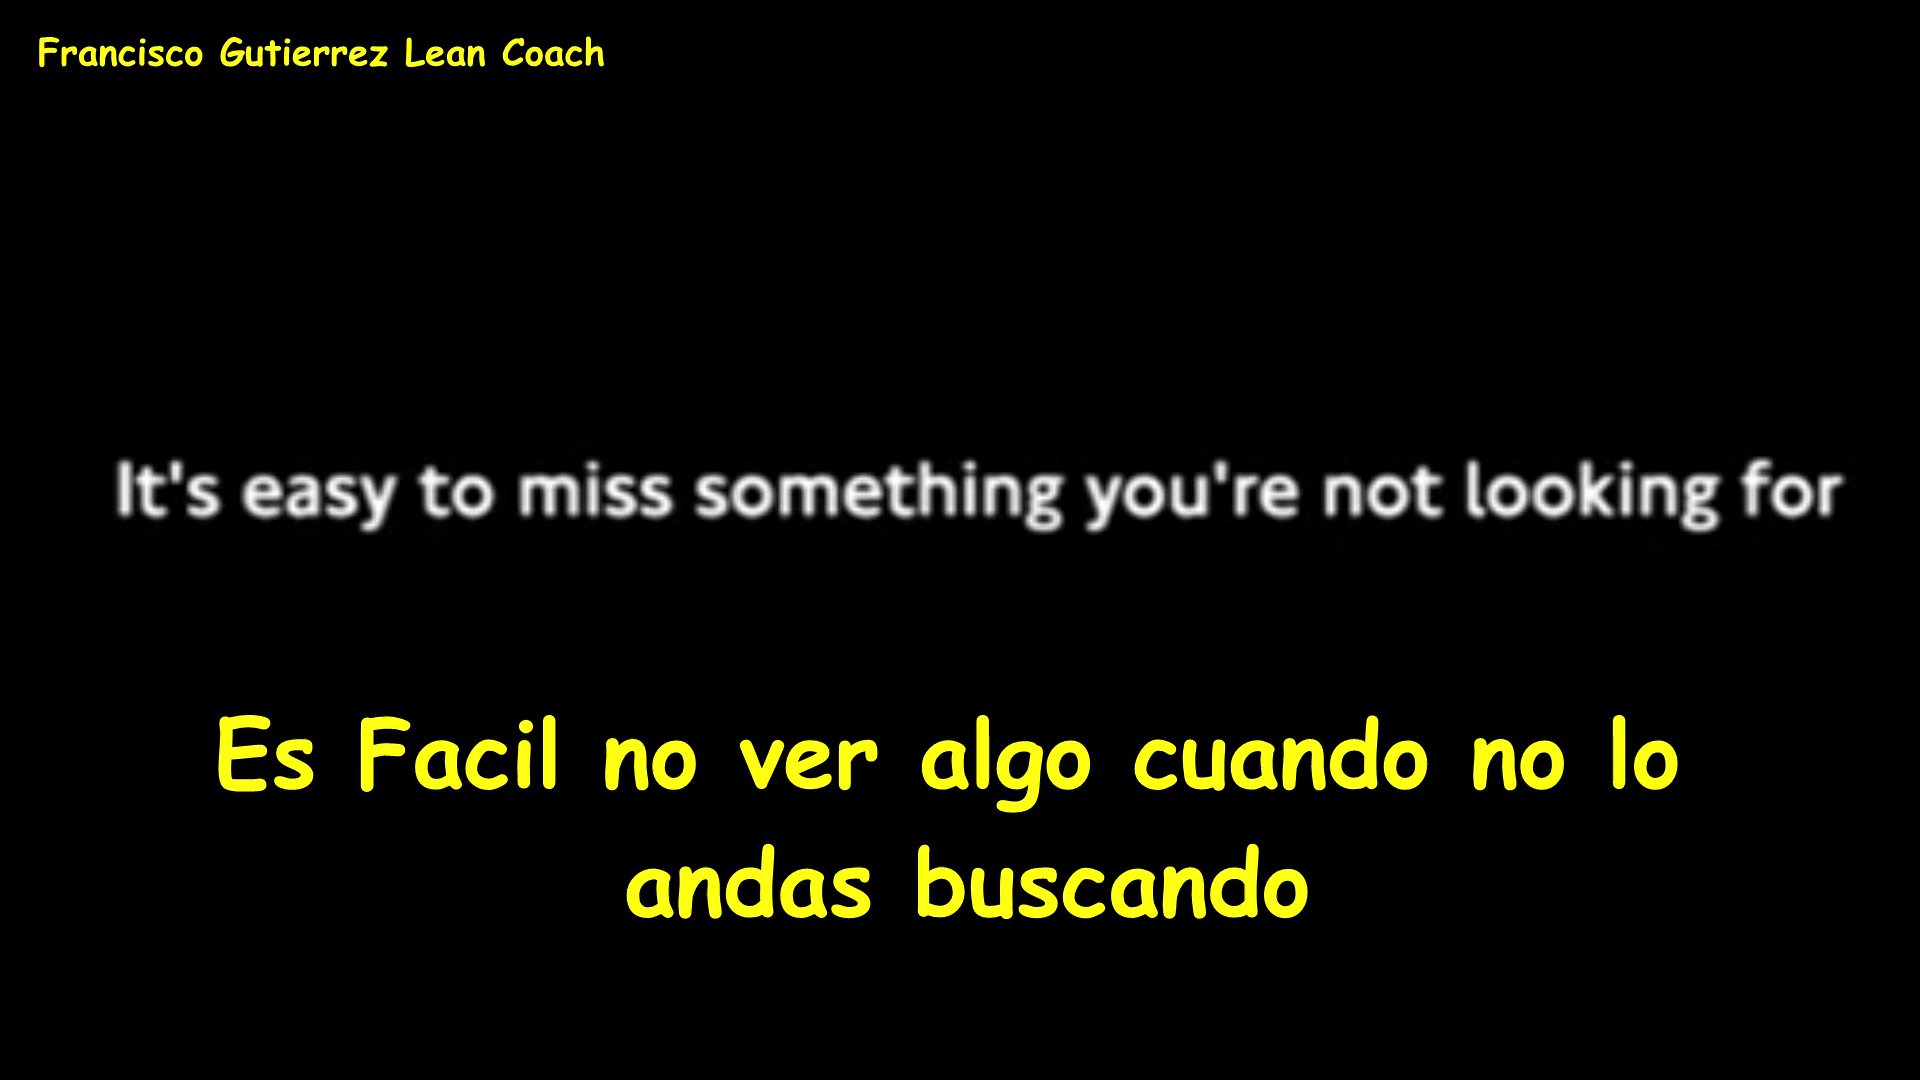 Francisco Gutierrez Lean Coach
It's easy to miss something you're not looking for
Es Facil no ver algo cuando no lo
andas buscando